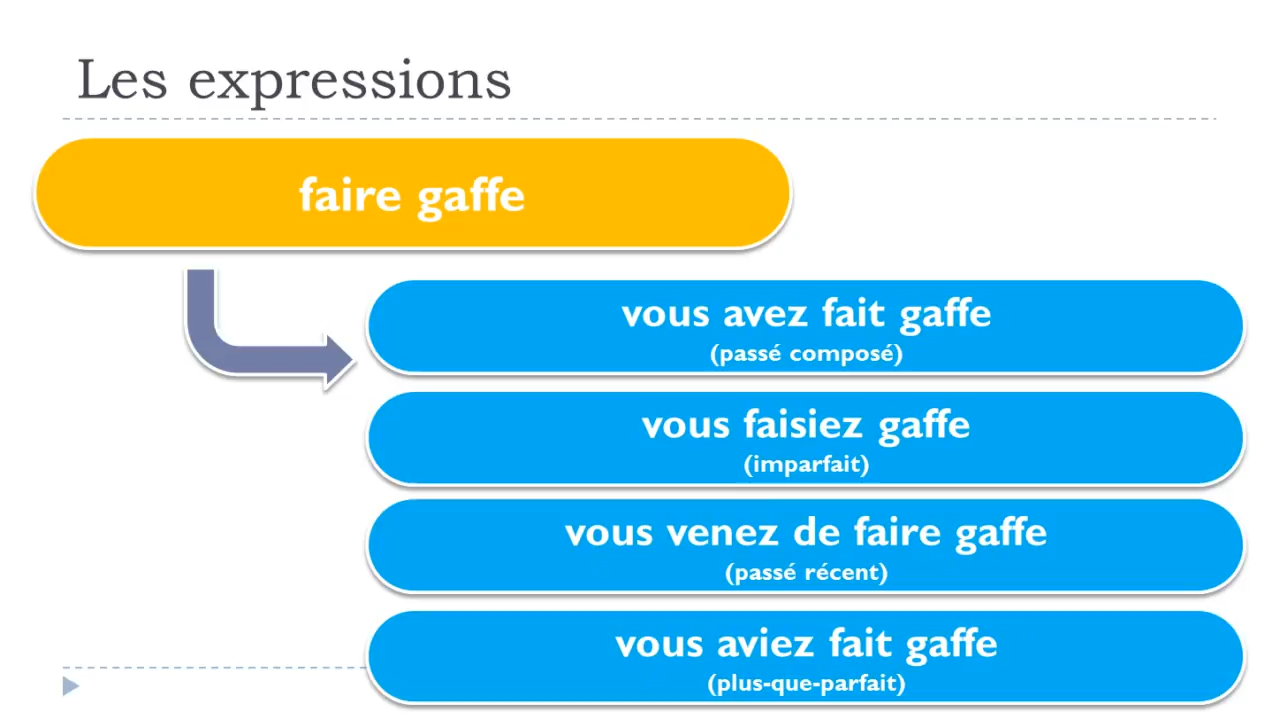 Les expressions
faire gaffe
vous avez fait gaffe
(passé composé)
vous faisiez gaffe
(imparfait)
vous venez de faire gaffe
(passé récent)
vous aviez fait gaffe
(plus-que-parfait)